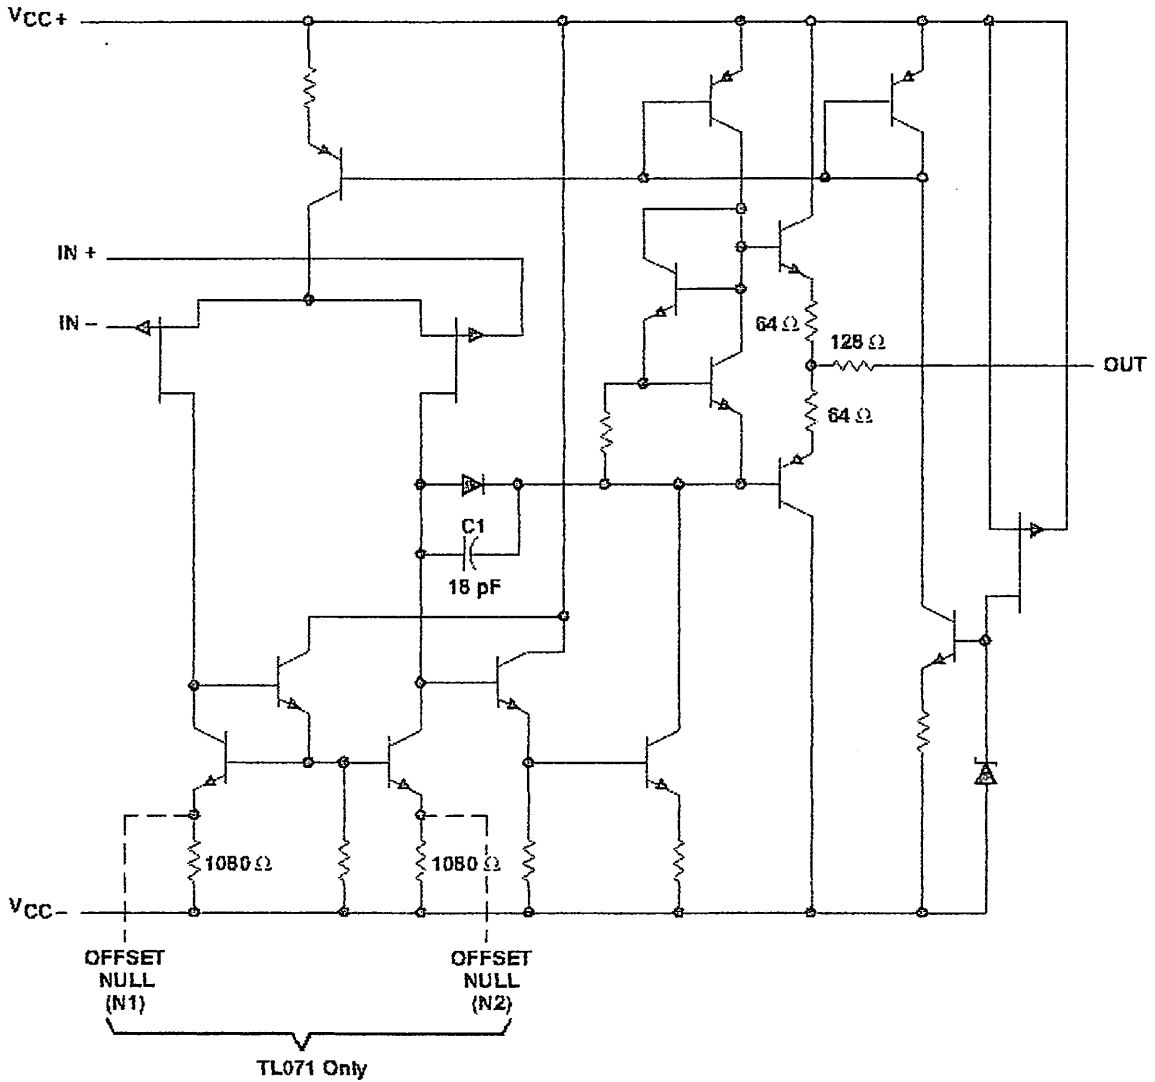 VCC+
IN +
IN –
64 Ω
128 Ω
OUT
64 Ω
C1
18 pF
1080 Ω
1080 Ω
VCC–
OFFSET
NULL
(N1)
OFFSET
NULL
(N2)
TL071 Only